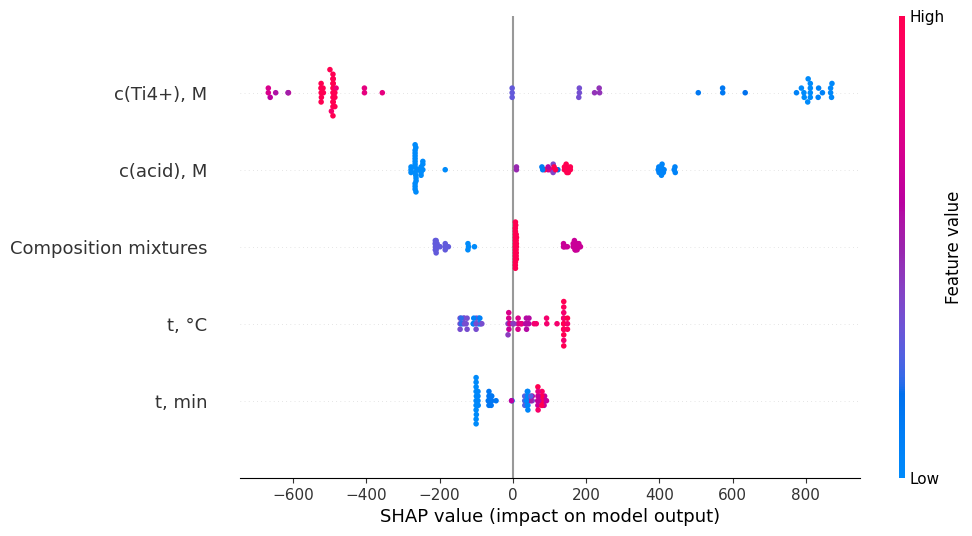 High
c(Ti4+), M
c(acid), M
Composition mixtures
t, °C
t, min
Feature value
Low
−600 −400 −200 0 200 400 600 800
SHAP value (impact on model output)